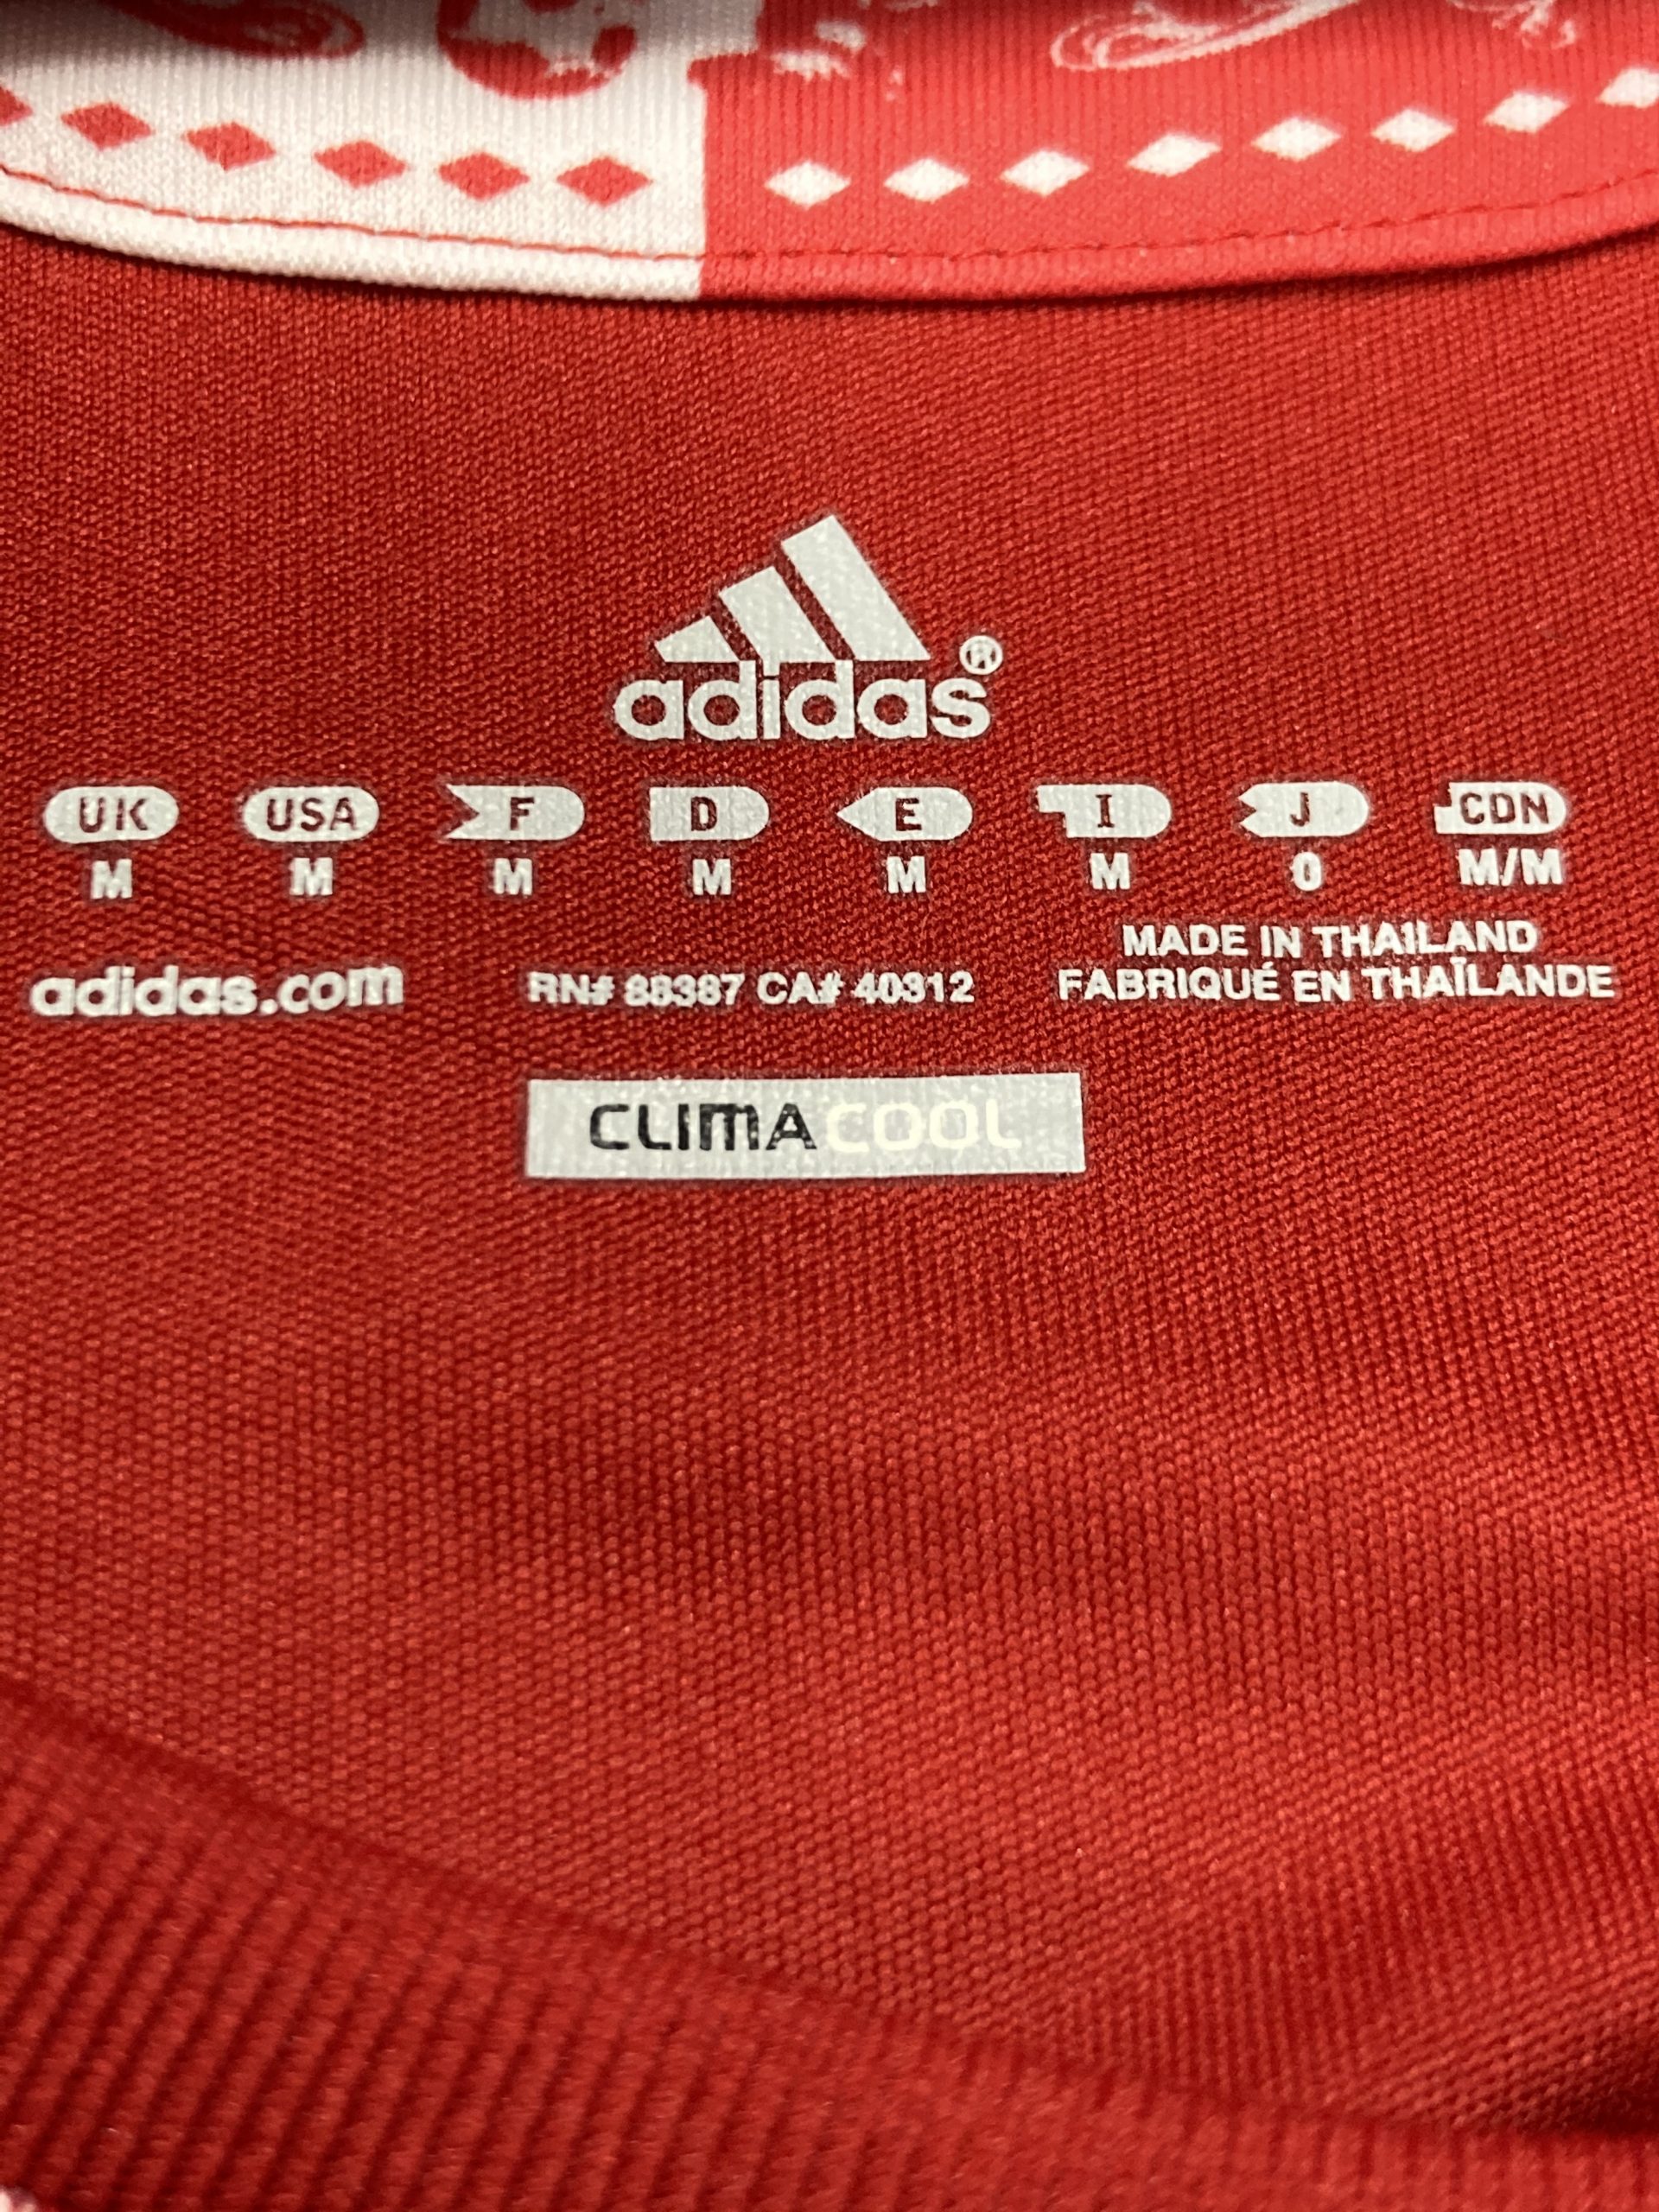 adidas®
UK USA F D E I J CDN
M M M M M M O M/M
adidas.com RN# 88387 CA# 40312 MADE IN THAILAND
FABRIQUÉ EN THAÏLANDE
CLIMACOOL